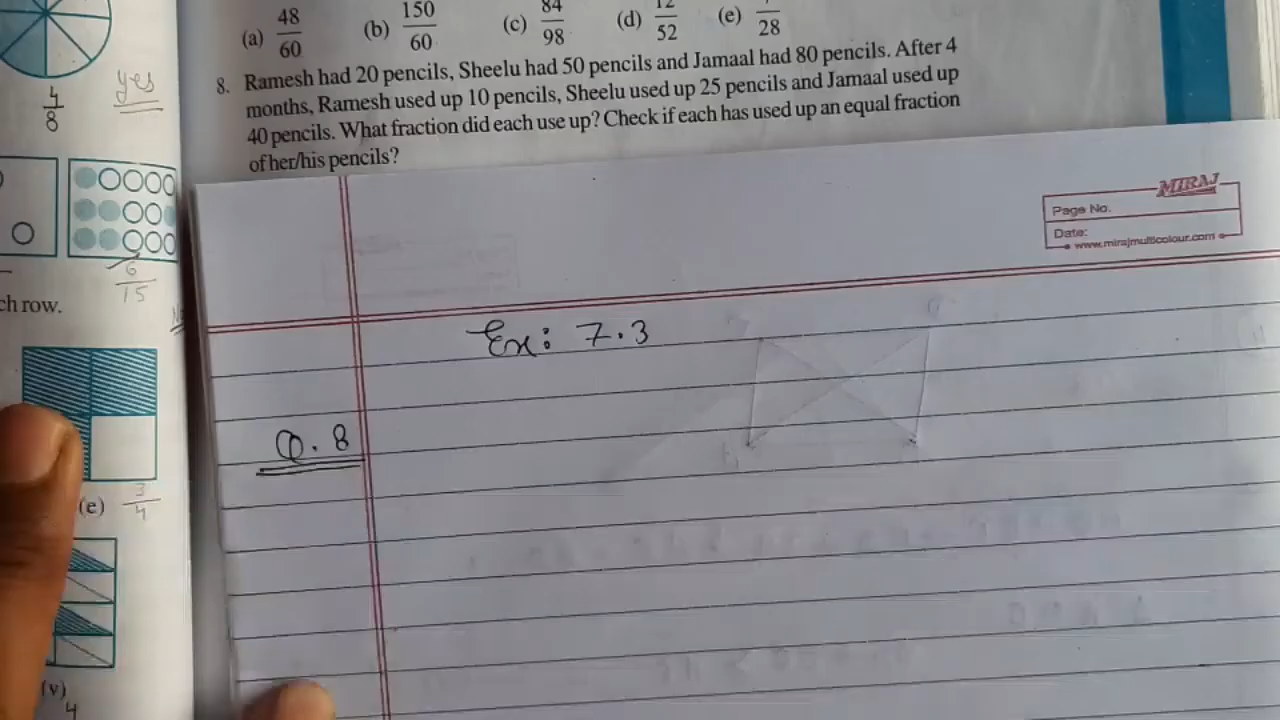 (a) 48/60 (b) 150/60 (c) 84/98 (d) 12/52 (e) /28
8. Ramesh had 20 pencils, Sheelu had 50 pencils and Jamaal had 80 pencils. After 4
months, Ramesh used up 10 pencils, Sheelu used up 25 pencils and Jamaal used up
40 pencils. What fraction did each use up? Check if each has used up an equal fraction
of her/his pencils?
4/8
yes
6/15
ch row.
(e) 3/4
(v)
4
MIRAJ
Page No.
Date:
www.mirajmulticolour.com
Ex: 7.3
Q. 8